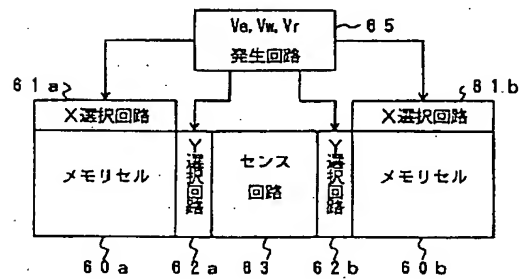 Ve, Vw, Vr
発生回路
65
61a
61.b
X選択回路
X選択回路
メモリセル
Y選択回路
センス
回路
Y選択回路
メモリセル
60a
62a
63
62b
60b